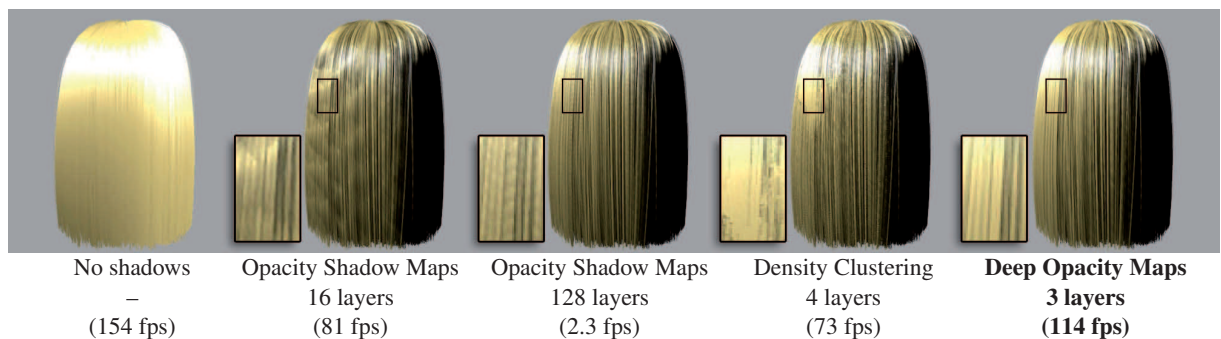 No shadows
–
(154 fps)
Opacity Shadow Maps
16 layers
(81 fps)
Opacity Shadow Maps
128 layers
(2.3 fps)
Density Clustering
4 layers
(73 fps)
Deep Opacity Maps
3 layers
(114 fps)